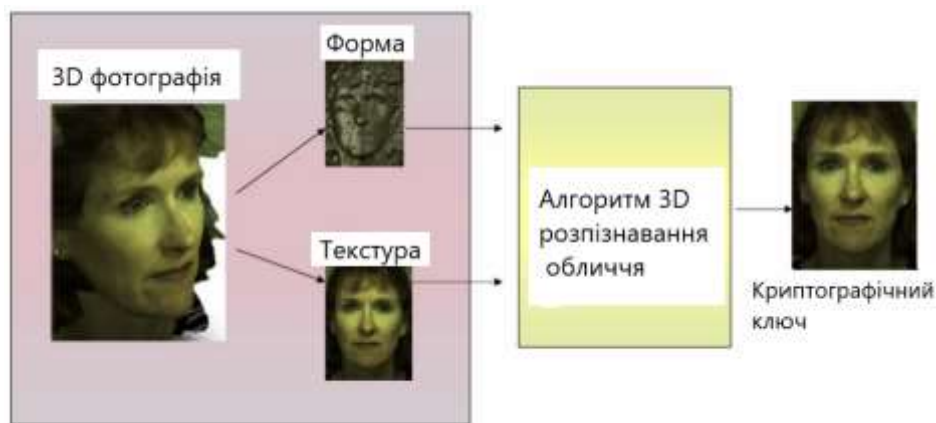 3D фотографія
Форма
Текстура
Алгоритм 3D
розпізнавання
обличчя
Криптографічний
ключ